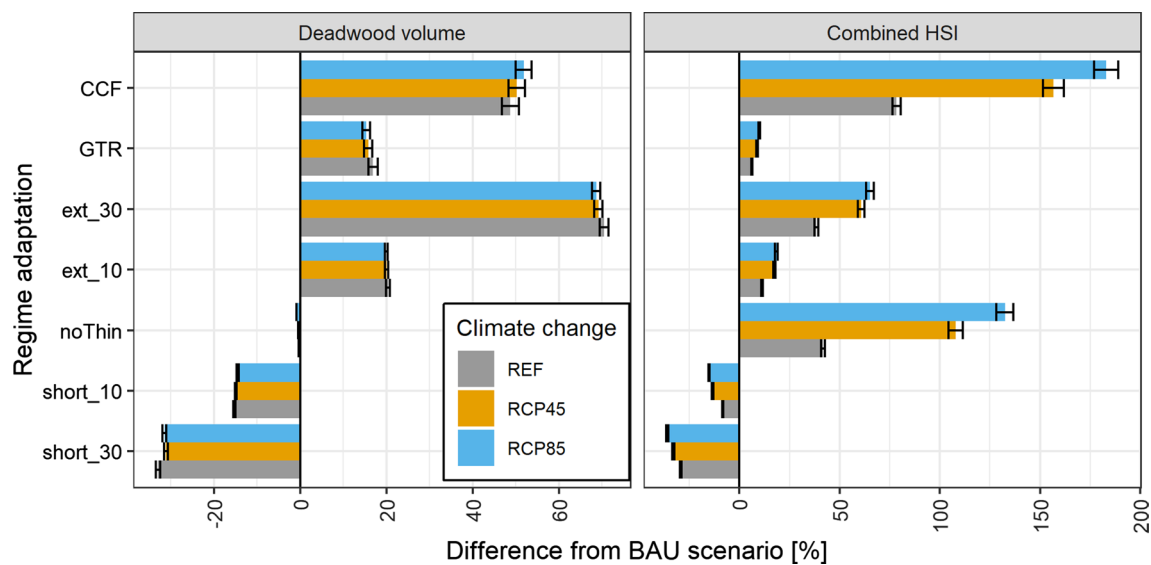 Deadwood volume
Combined HSI
Regime adaptation
CCF
GTR
ext_30
ext_10
noThin
short_10
short_30
Climate change
REF
RCP45
RCP85
-20
0
20
40
60
0
50
100
150
200
Difference from BAU scenario [%]